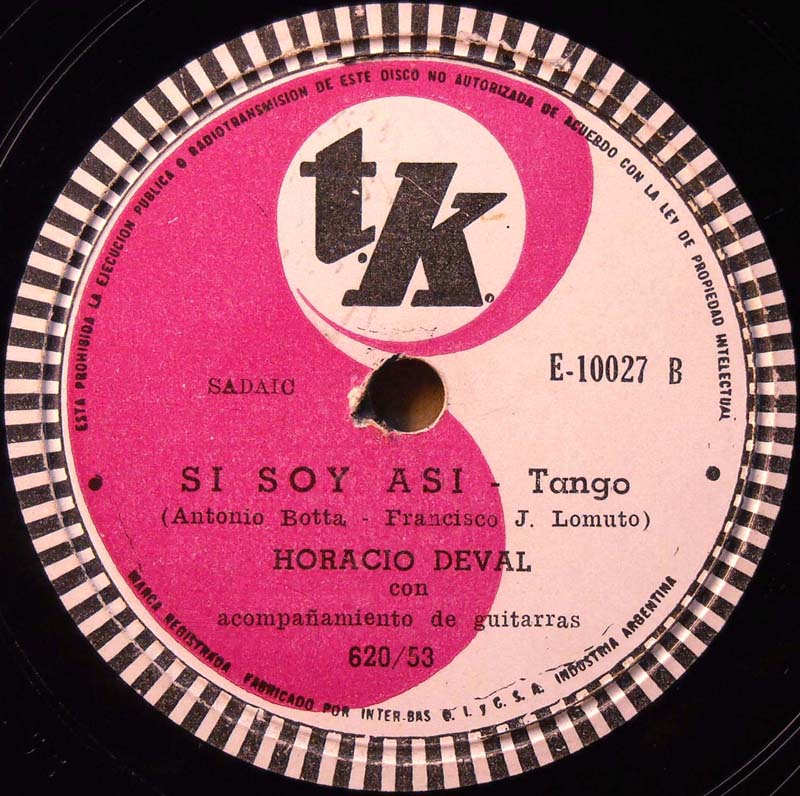 ESTA PROHIBIDA LA EJECUCION PUBLICA O RADIOTRANSMISION DE ESTE DISCO NO AUTORIZADA DE ACUERDO CON LA LEY DE PROPIEDAD INTELECTUAL
t.k.
SADAIC
E-10027 B
SI SOY ASI - Tango
(Antonio Botta - Francisco J. Lomuto)
HORACIO DEVAL
con
acompañamiento de guitarras
620/53
MARCA REGISTRADA FABRICADO POR INTER-BAS C. I. y C. S. A. INDUSTRIA ARGENTINA